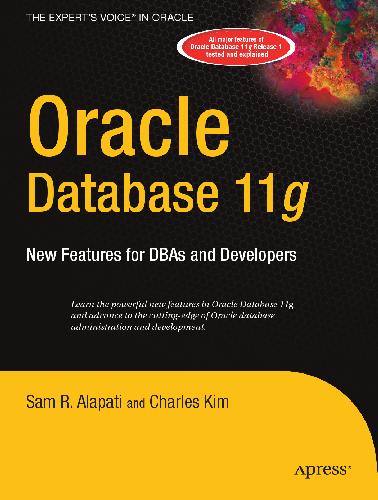 THE EXPERT'S VOICE® IN ORACLE
All major features of
Oracle Database 11g Release 1
tested and explained
Oracle
Database 11g
New Features for DBAs and Developers
Learn the powerful new features in Oracle Database 11g
and advance to the cutting-edge of Oracle database
administration and development.
Sam R. Alapati and Charles Kim
Apress®